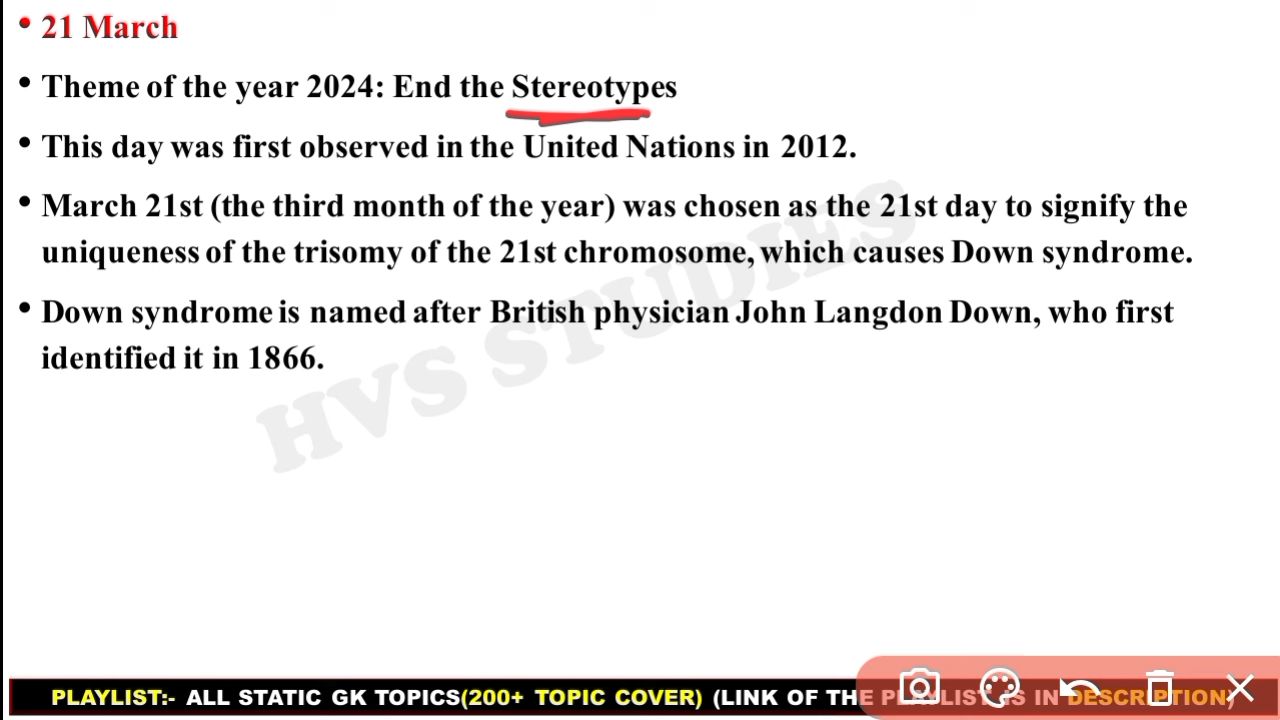 • 21 March
• Theme of the year 2024: End the Stereotypes
• This day was first observed in the United Nations in 2012.
• March 21st (the third month of the year) was chosen as the 21st day to signify the
uniqueness of the trisomy of the 21st chromosome, which causes Down syndrome.
• Down syndrome is named after British physician John Langdon Down, who first
identified it in 1866.
HVS STUDIES
PLAYLIST:- ALL STATIC GK TOPICS(200+ TOPIC COVER) (LINK OF THE PLAYLIST IS IN DESCRIPTION)